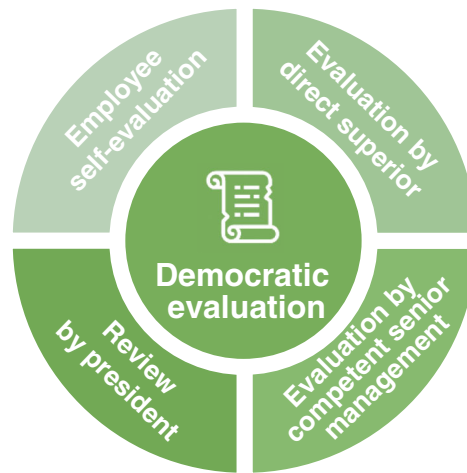 Employee
self-evaluation
Evaluation by
direct superior
Democratic
evaluation
Review
by president
Evaluation by
competent senior
management